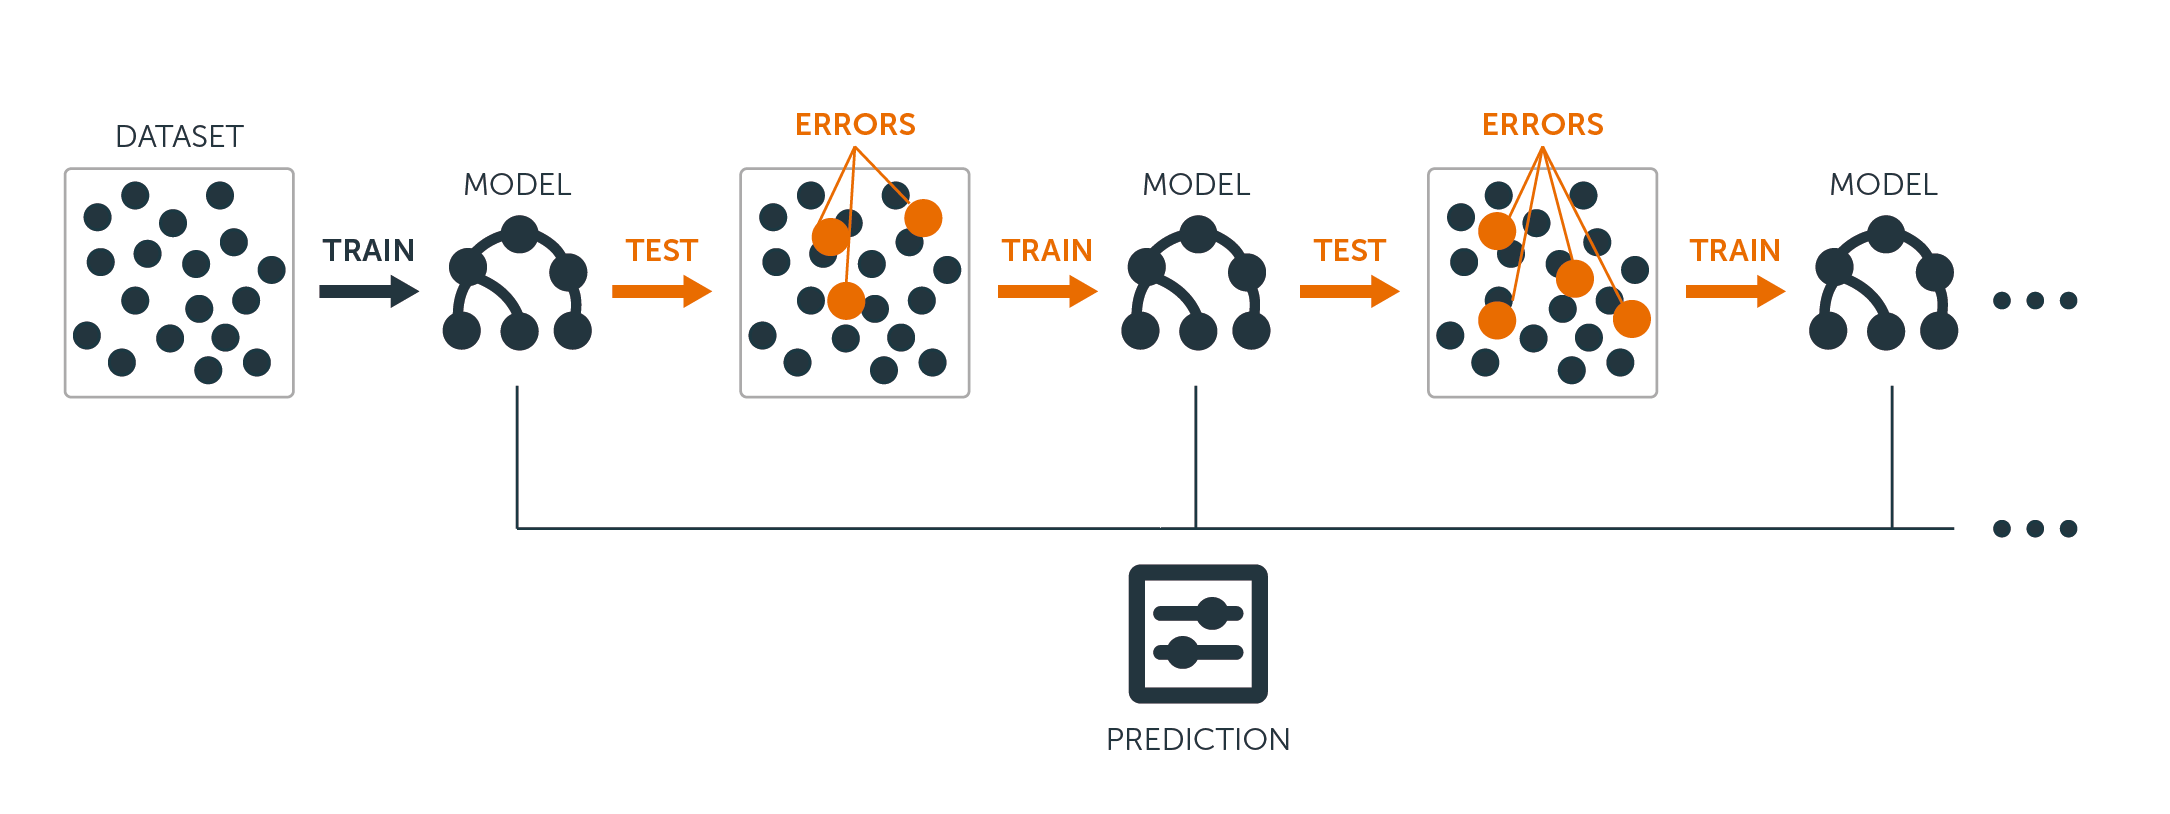 DATASET
TRAIN
MODEL
TEST
ERRORS
TRAIN
MODEL
TEST
ERRORS
TRAIN
MODEL
PREDICTION